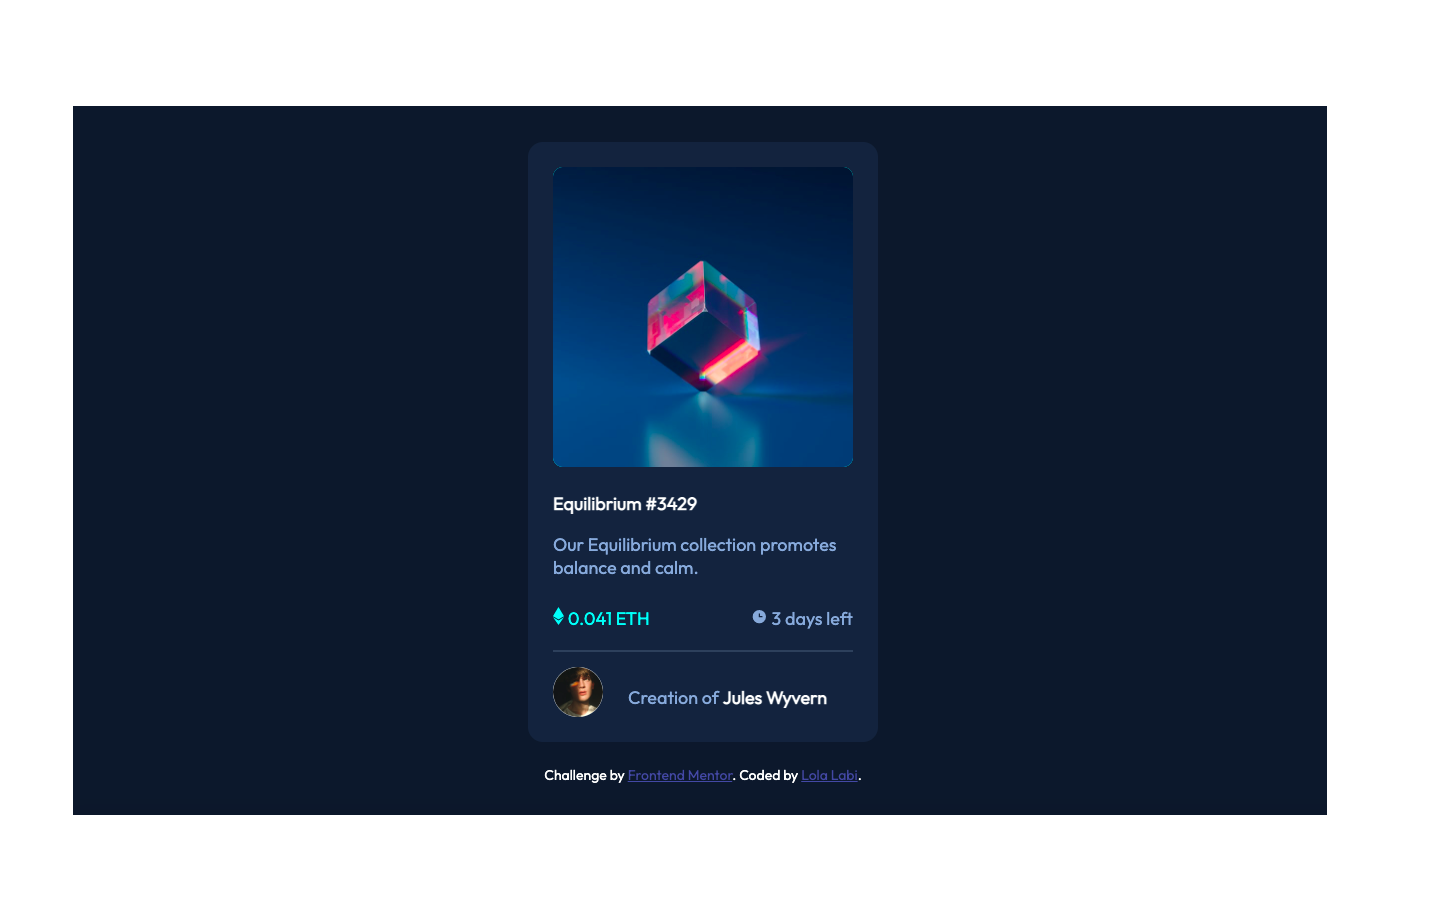 Equilibrium #3429
Our Equilibrium collection promotes
balance and calm.
0.041 ETH 3 days left
Creation of Jules Wyvern
Challenge by Frontend Mentor. Coded by Lola Labi.